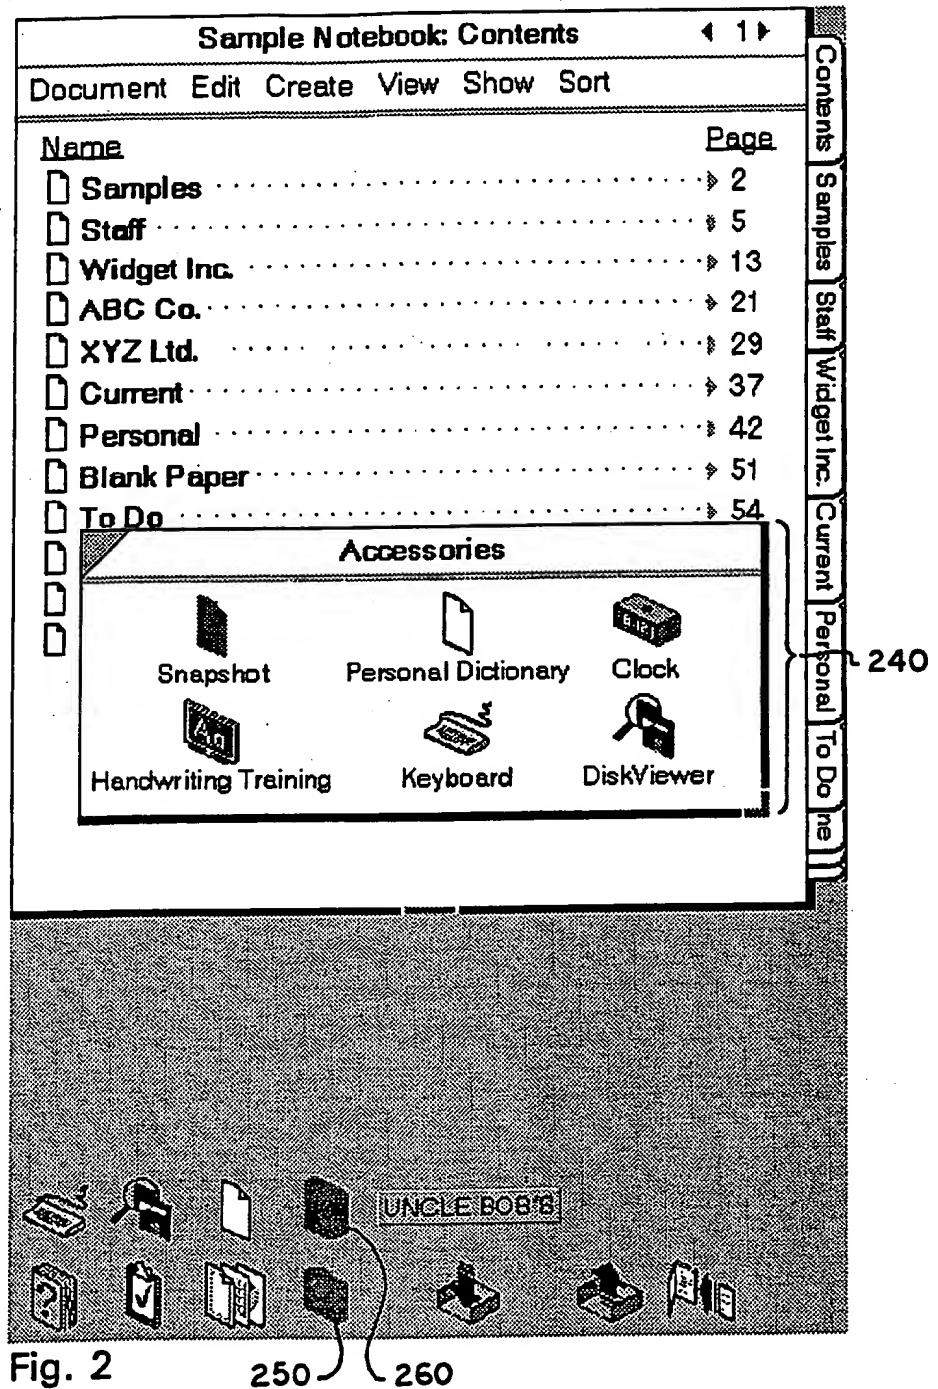 Sample Notebook: Contents 1
Document Edit Create View Show Sort
Name Page
Samples 2
Staff 5
Widget Inc. 13
ABC Co. 21
XYZ Ltd. 29
Current 37
Personal 42
Blank Paper 51
To Do 54
Accessories
Snapshot Personal Dictionary Clock
Handwriting Training Keyboard DiskViewer
Contents
Samples
Staff
Widget Inc.
Current
Personal
To Do
ne
240
UNCLE BOB'S
Fig. 2 250 260